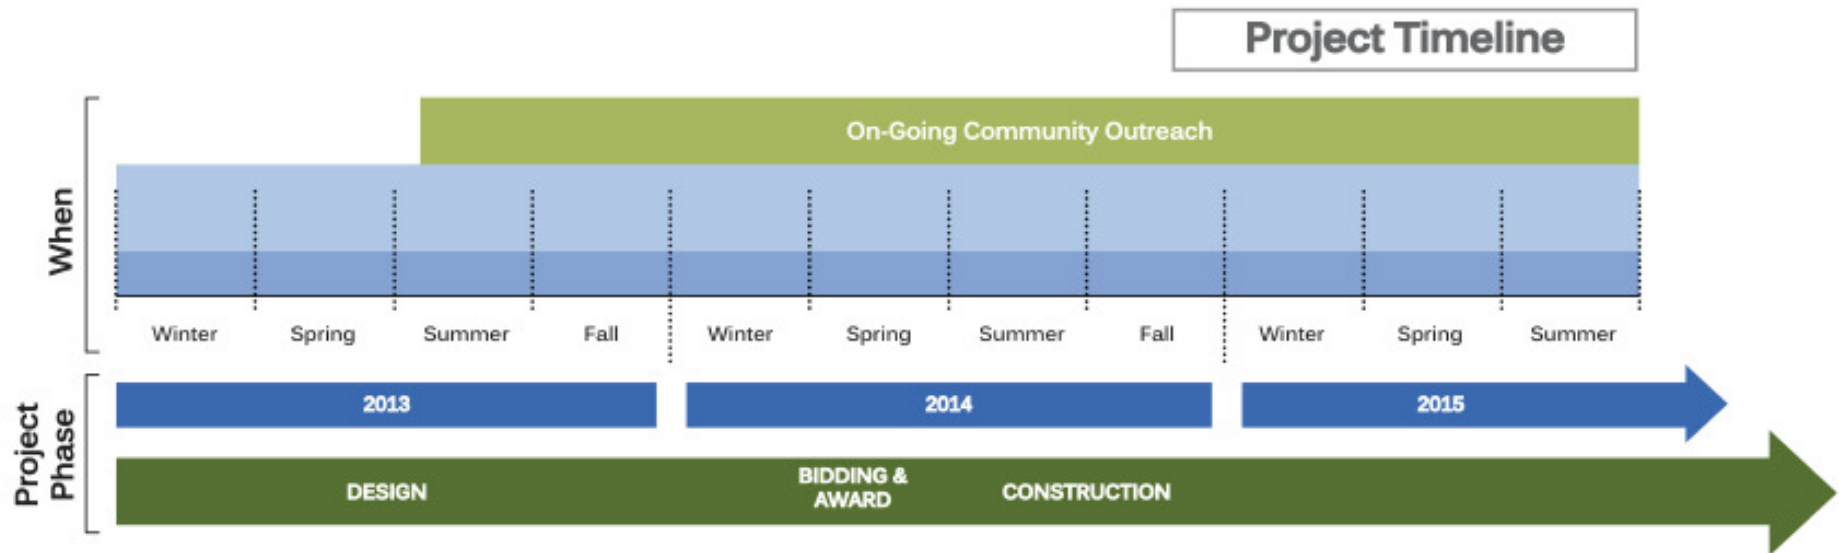 Project Timeline
On-Going Community Outreach
When
Winter Spring Summer Fall Winter Spring Summer Fall Winter Spring Summer
Project
Phase
2013 2014 2015
DESIGN BIDDING & AWARD CONSTRUCTION